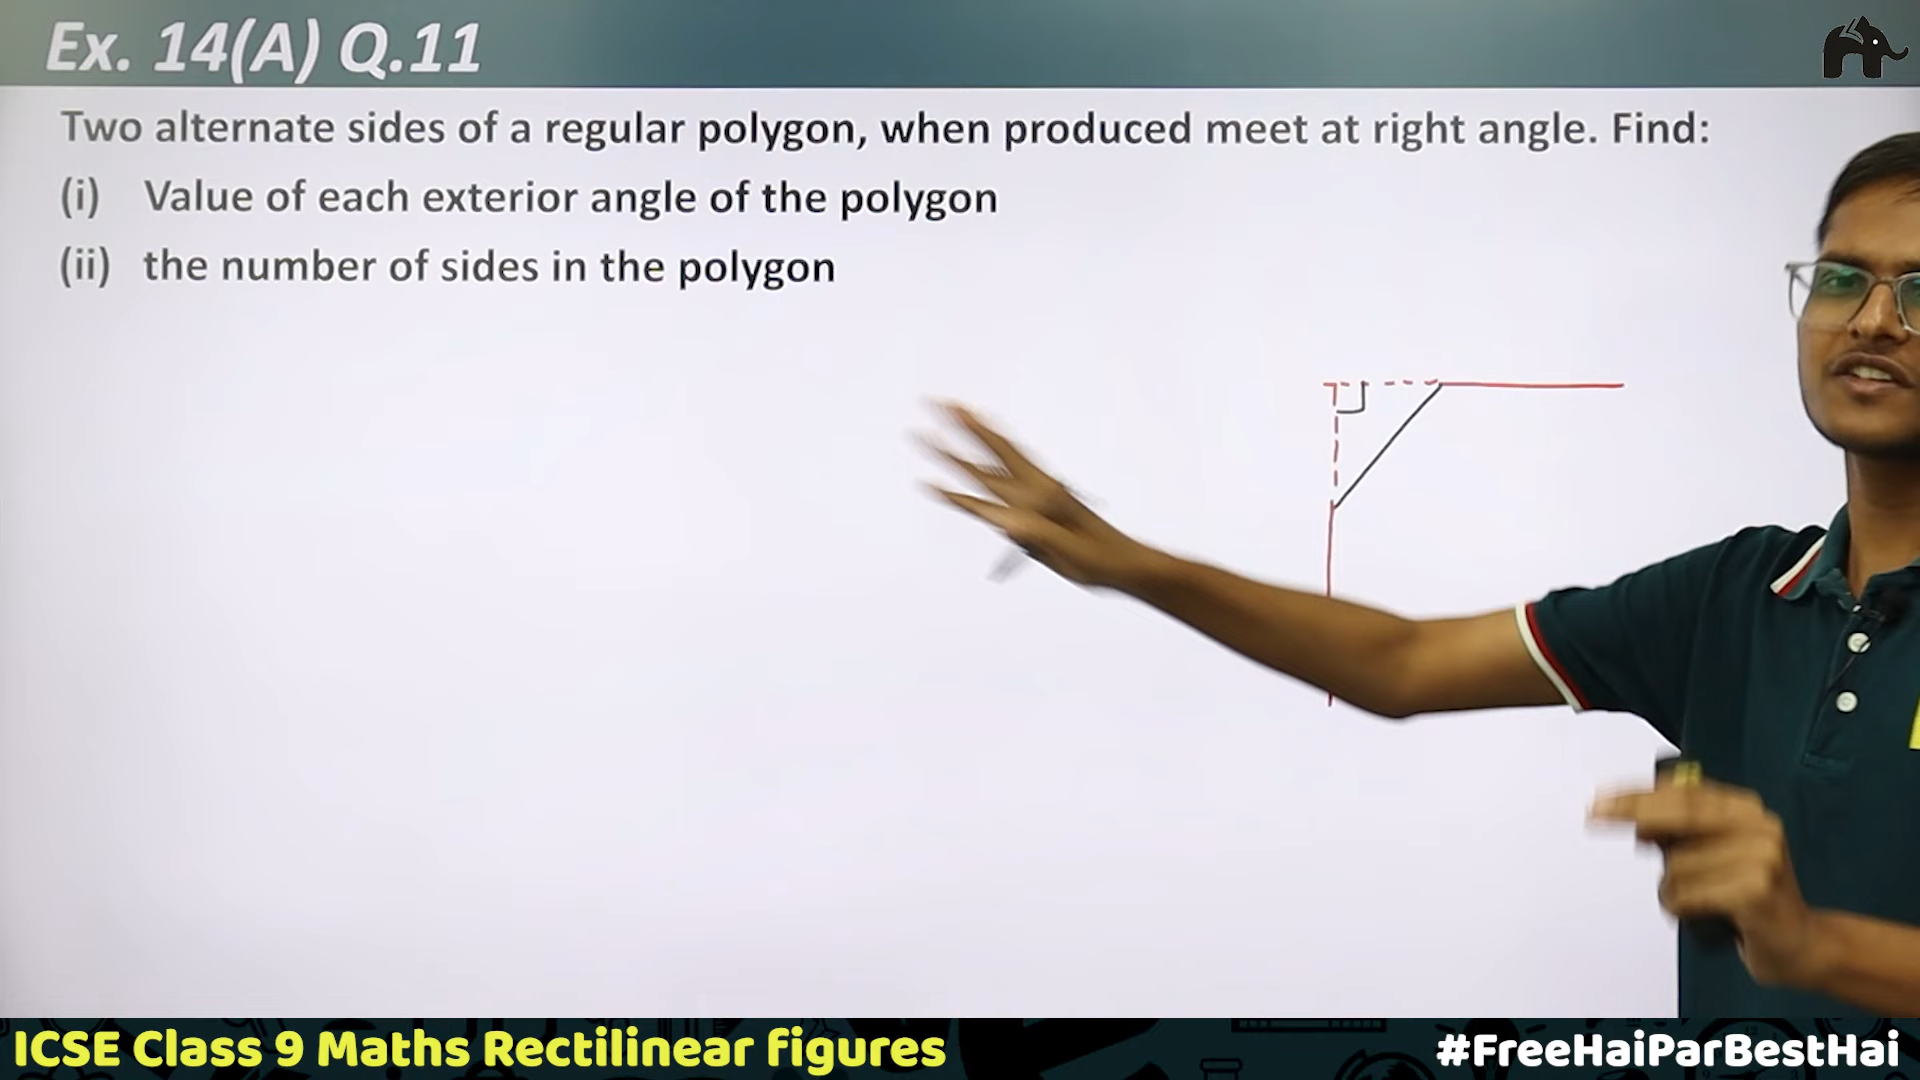 Ex. 14(A) Q.11
Two alternate sides of a regular polygon, when produced meet at right angle. Find:
(i) Value of each exterior angle of the polygon
(ii) the number of sides in the polygon
ICSE Class 9 Maths Rectilinear figures
#FreeHaiParBestHai